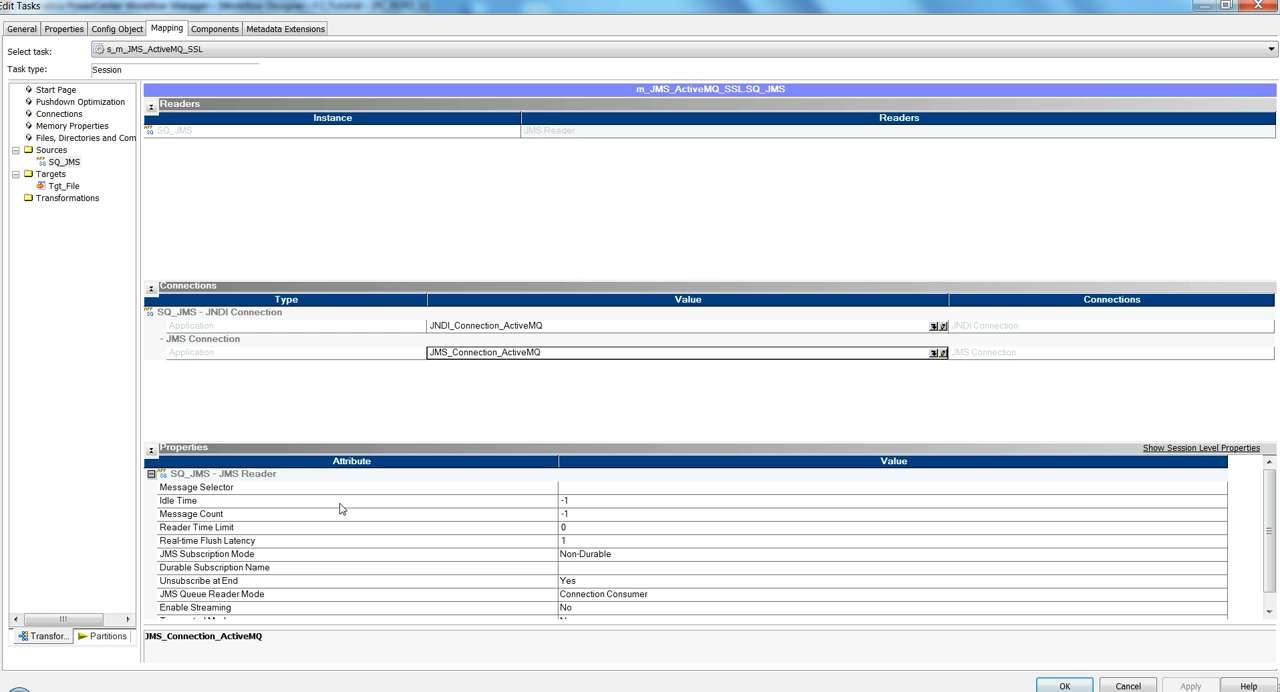 Edit Tasks
General Properties Config Object Mapping Components Metadata Extensions
Select task: s_m_JMS_ActiveMQ_SSL
Task type: Session
Start Page
Pushdown Optimization
Connections
Memory Properties
Files, Directories and Com
Sources
SQ_JMS
Targets
Tgt_File
Transformations
Transfor... Partitions
m_JMS_ActiveMQ_SSL.SQ_JMS
Readers
Instance Readers
SQ_JMS JMS Reader
Connections
Type Value Connections
SQ_JMS - JNDI Connection
Application JNDI_Connection_ActiveMQ JNDI Connection
- JMS Connection
Application JMS_Connection_ActiveMQ JMS Connection
Properties Show Session Level Properties
Attribute Value
SQ_JMS - JMS Reader
Message Selector
Idle Time -1
Message Count -1
Reader Time Limit 0
Real-time Flush Latency 1
JMS Subscription Mode Non-Durable
Durable Subscription Name
Unsubscribe at End Yes
JMS Queue Reader Mode Connection Consumer
Enable Streaming No
JMS_Connection_ActiveMQ
OK Cancel Apply Help